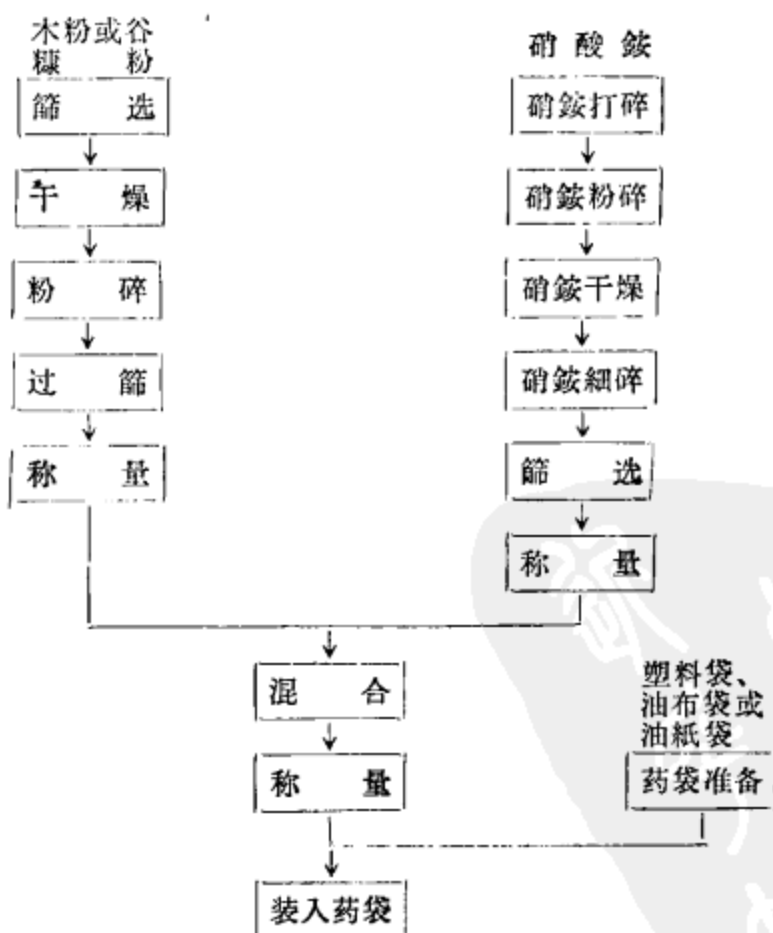 木粉或谷
糠 粉
篩 选
干 燥
粉 碎
过 篩
称 量
硝 酸 銨
硝銨打碎
硝銨粉碎
硝銨干燥
硝銨細碎
篩 选
称 量
混 合
称 量
塑料袋、
油布袋或
油紙袋
药袋准备
装入药袋